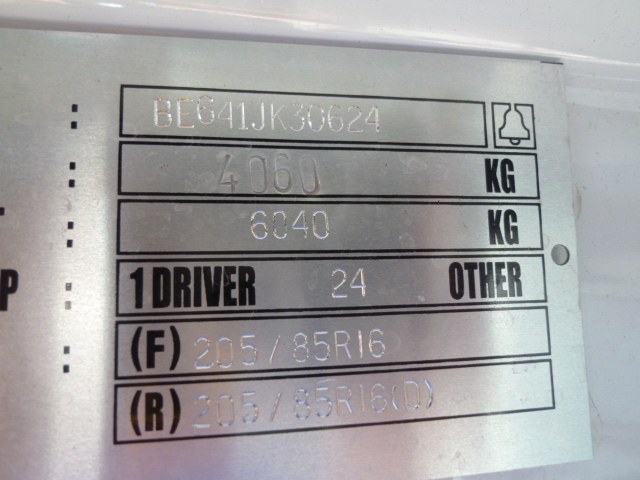 : BE641JK30624
: 4060 KG
: 6040 KG
P : 1 DRIVER 24 OTHER
: (F) 205/85R16
(R) 205/85R16(D)